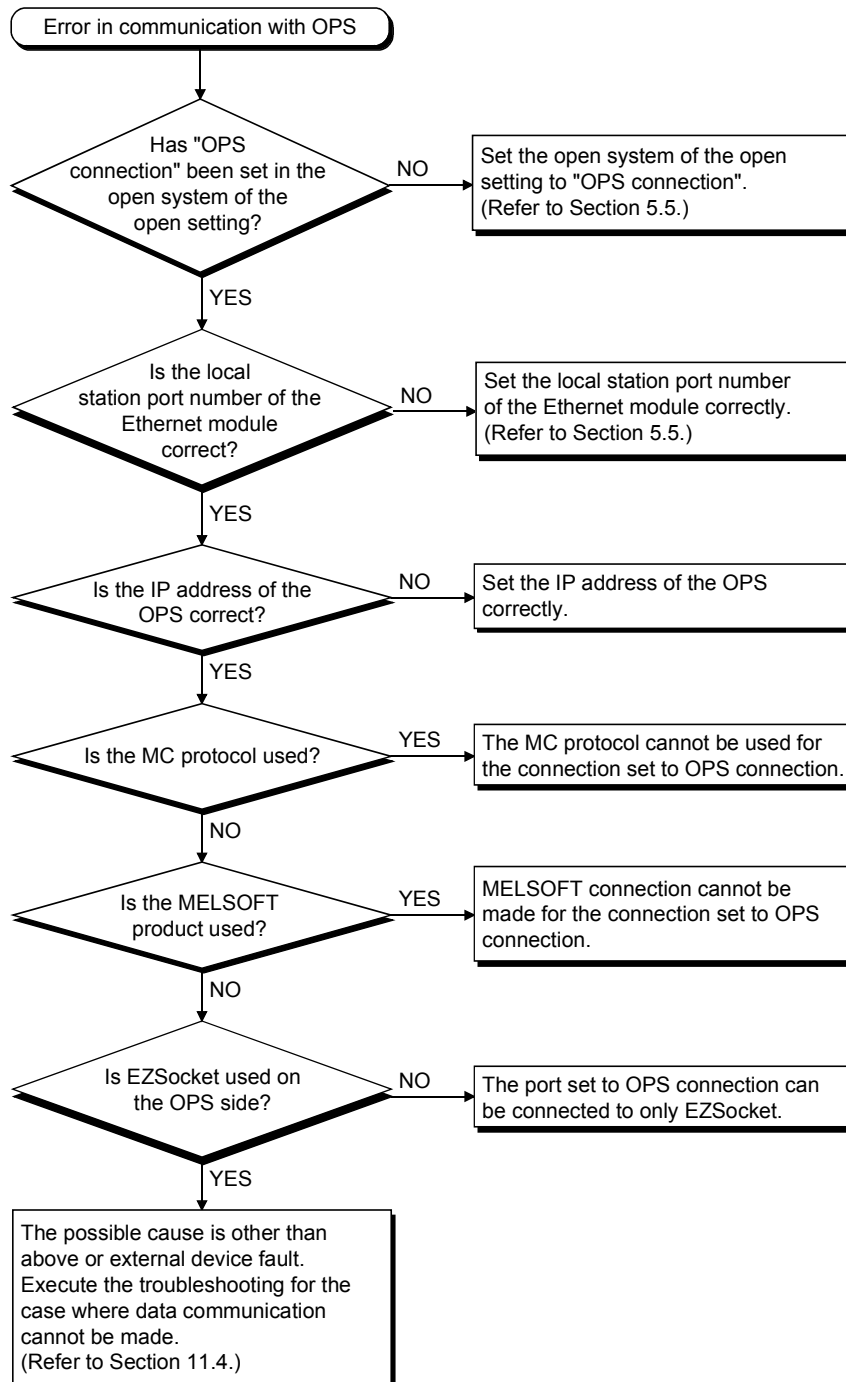 Error in communication with OPS
Has "OPS
connection" been set in the
open system of the
open setting?
NO
Set the open system of the open
setting to "OPS connection".
(Refer to Section 5.5.)
YES
Is the local
station port number of the
Ethernet module
correct?
NO
Set the local station port number
of the Ethernet module correctly.
(Refer to Section 5.5.)
YES
Is the IP address of the
OPS correct?
NO
Set the IP address of the OPS
correctly.
YES
Is the MC protocol used?
YES
The MC protocol cannot be used for
the connection set to OPS connection.
NO
Is the MELSOFT
product used?
YES
MELSOFT connection cannot be
made for the connection set to OPS
connection.
NO
Is EZSocket used on
the OPS side?
NO
The port set to OPS connection can
be connected to only EZSocket.
YES
The possible cause is other than
above or external device fault.
Execute the troubleshooting for the
case where data communication
cannot be made.
(Refer to Section 11.4.)